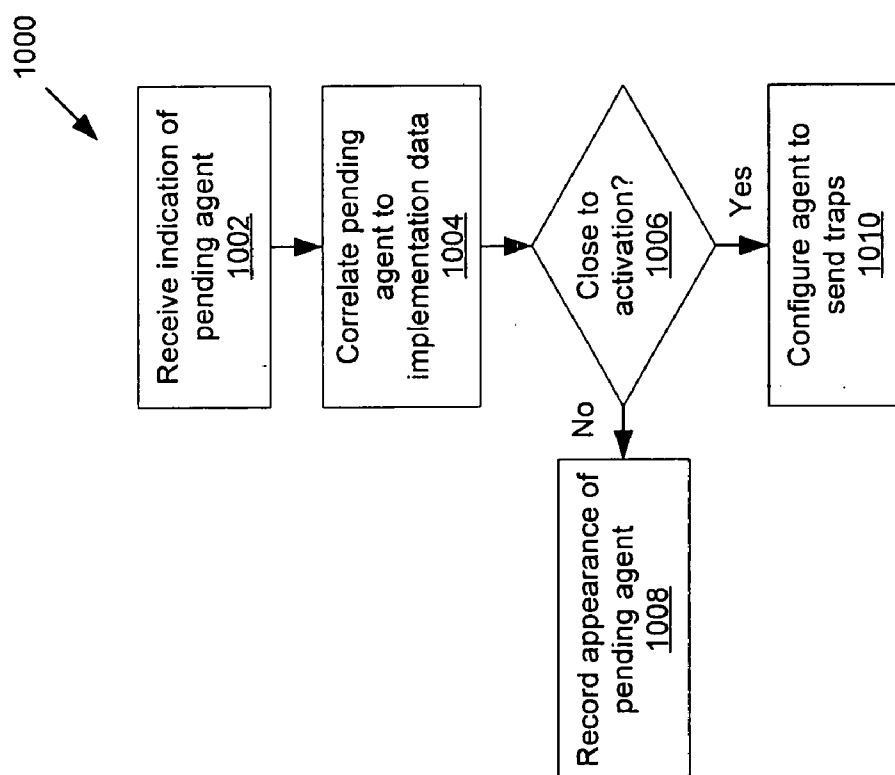 1000
Receive indication of
pending agent
1002
Correlate pending
agent to
implementation data
1004
Close to
activation?
1006
No
Yes
Record appearance of
pending agent
1008
Configure agent to
send traps
1010